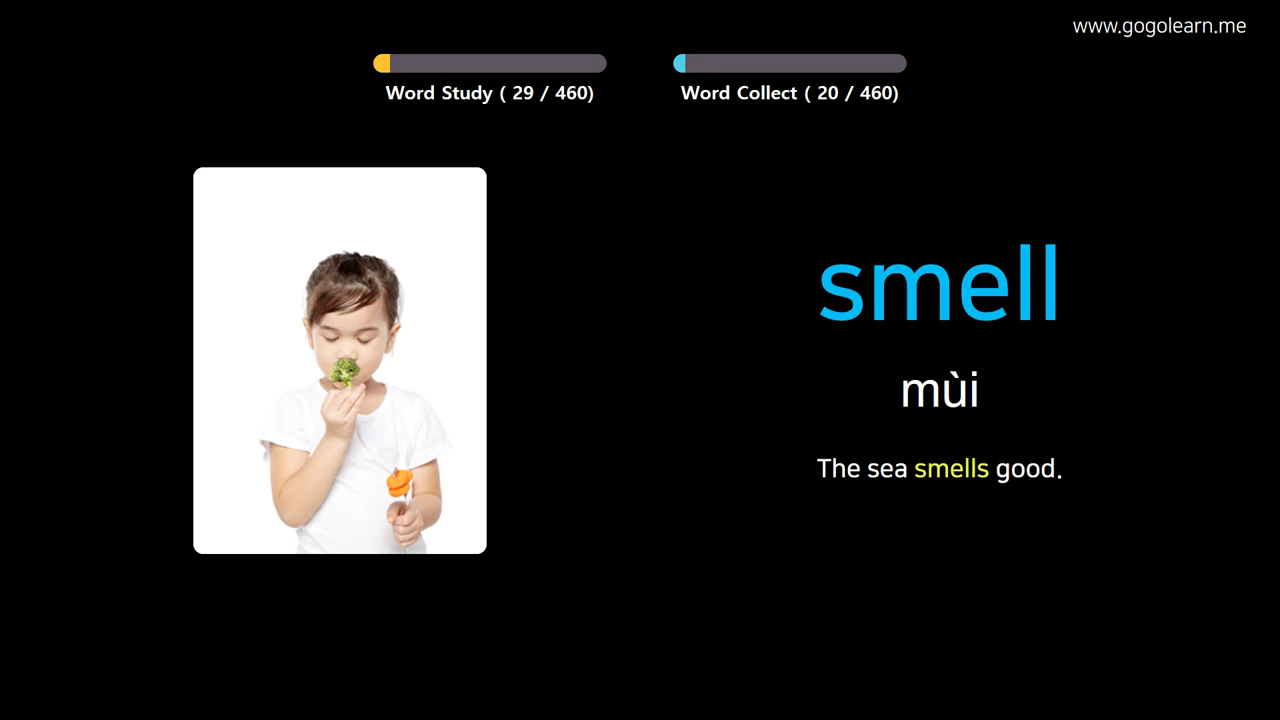 www.gogolearn.me
Word Study ( 29 / 460)
Word Collect ( 20 / 460)
smell
mùi
The sea smells good.